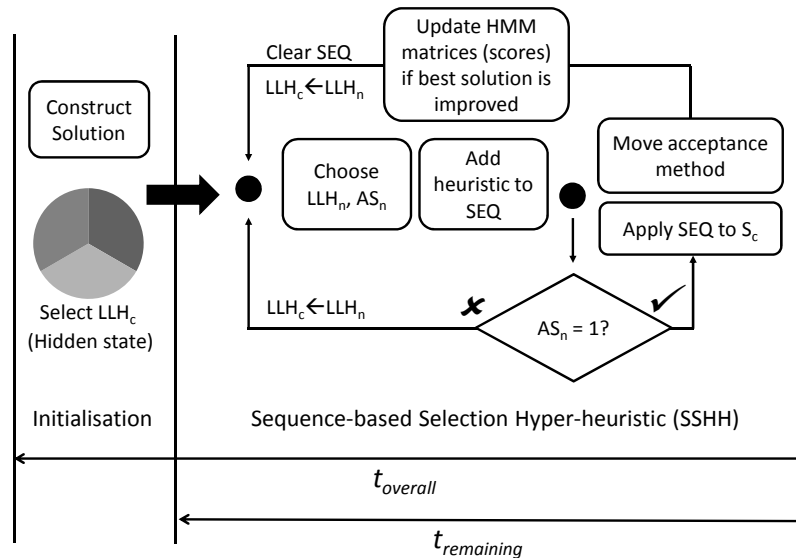 Construct
Solution
Select LLHc
(Hidden state)
Initialisation
Clear SEQ
LLHc←LLHn
Update HMM
matrices (scores)
if best solution is
improved
Choose
LLHn, ASn
Add
heuristic to
SEQ
Move acceptance
method
Apply SEQ to Sc
LLHc←LLHn
✘
ASn = 1?
✓
Sequence-based Selection Hyper-heuristic (SSHH)
toverall
tremaining